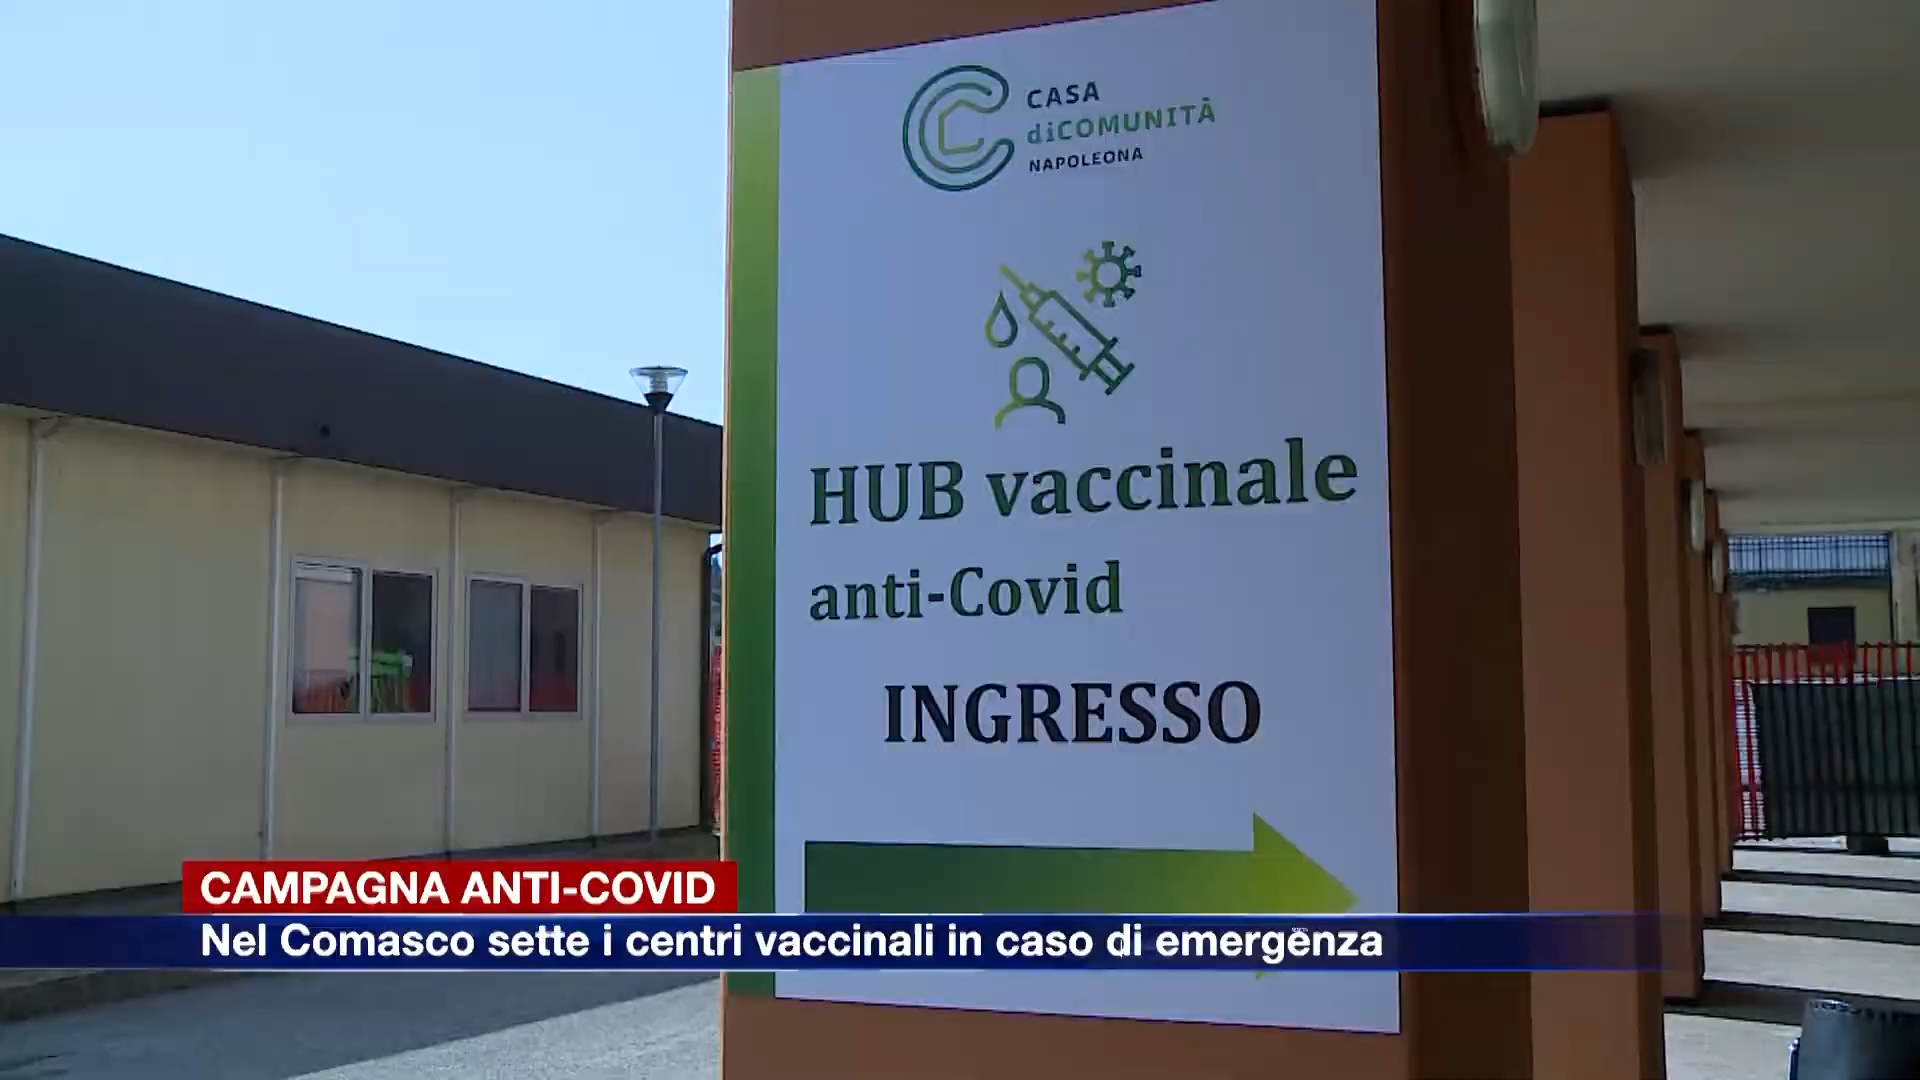 CASA
diCOMUNITÀ
NAPOLEONA
HUB vaccinale
anti-Covid
INGRESSO
CAMPAGNA ANTI-COVID
Nel Comasco sette i centri vaccinali in caso di emergenza